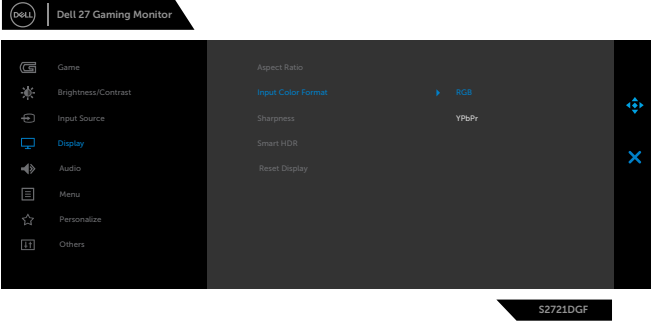 DELL
Dell 27 Gaming Monitor
Game
Aspect Ratio
Brightness/Contrast
Input Color Format
RGB
Input Source
Sharpness
YPbPr
Display
Smart HDR
Audio
Reset Display
Menu
Personalize
Others
S2721DGF